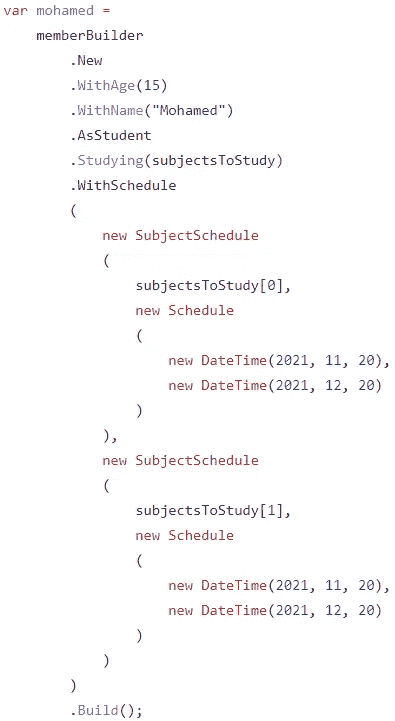 var mohamed =
    memberBuilder
        .New
        .WithAge(15)
        .WithName("Mohamed")
        .AsStudent
        .Studying(subjectsToStudy)
        .WithSchedule
        (
            new SubjectSchedule
            (
                subjectsToStudy[0],
                new Schedule
                (
                    new DateTime(2021, 11, 20),
                    new DateTime(2021, 12, 20)
                )
            ),
            new SubjectSchedule
            (
                subjectsToStudy[1],
                new Schedule
                (
                    new DateTime(2021, 11, 20),
                    new DateTime(2021, 12, 20)
                )
            )
        )
        .Build();